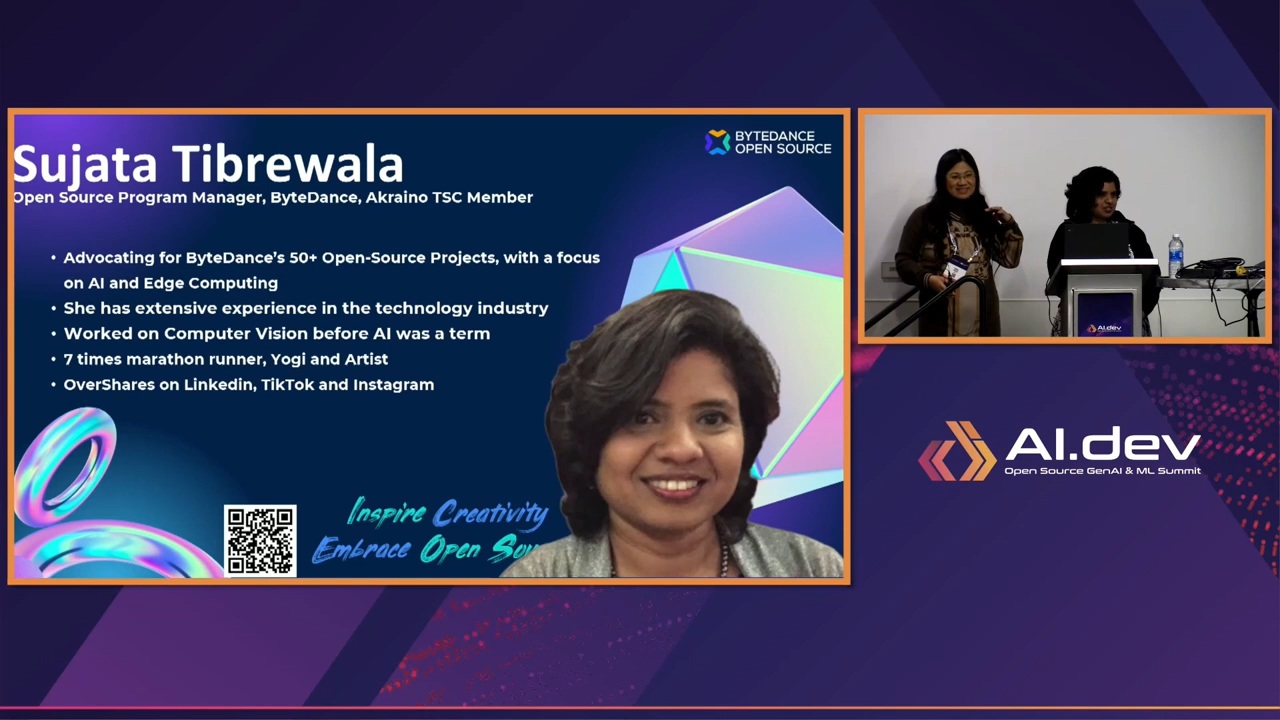 Sujata Tibrewala
Open Source Program Manager, ByteDance, Akraino TSC Member
BYTEDANCE
OPEN SOURCE
• Advocating for ByteDance's 50+ Open-Source Projects, with a focus
on AI and Edge Computing
• She has extensive experience in the technology industry
• Worked on Computer Vision before AI was a term
• 7 times marathon runner, Yogi and Artist
• OverShares on Linkedin, TikTok and Instagram
Inspire Creativity
Embrace Open Sou
AI.dev
AI.dev
Open Source GenAI & ML Summit